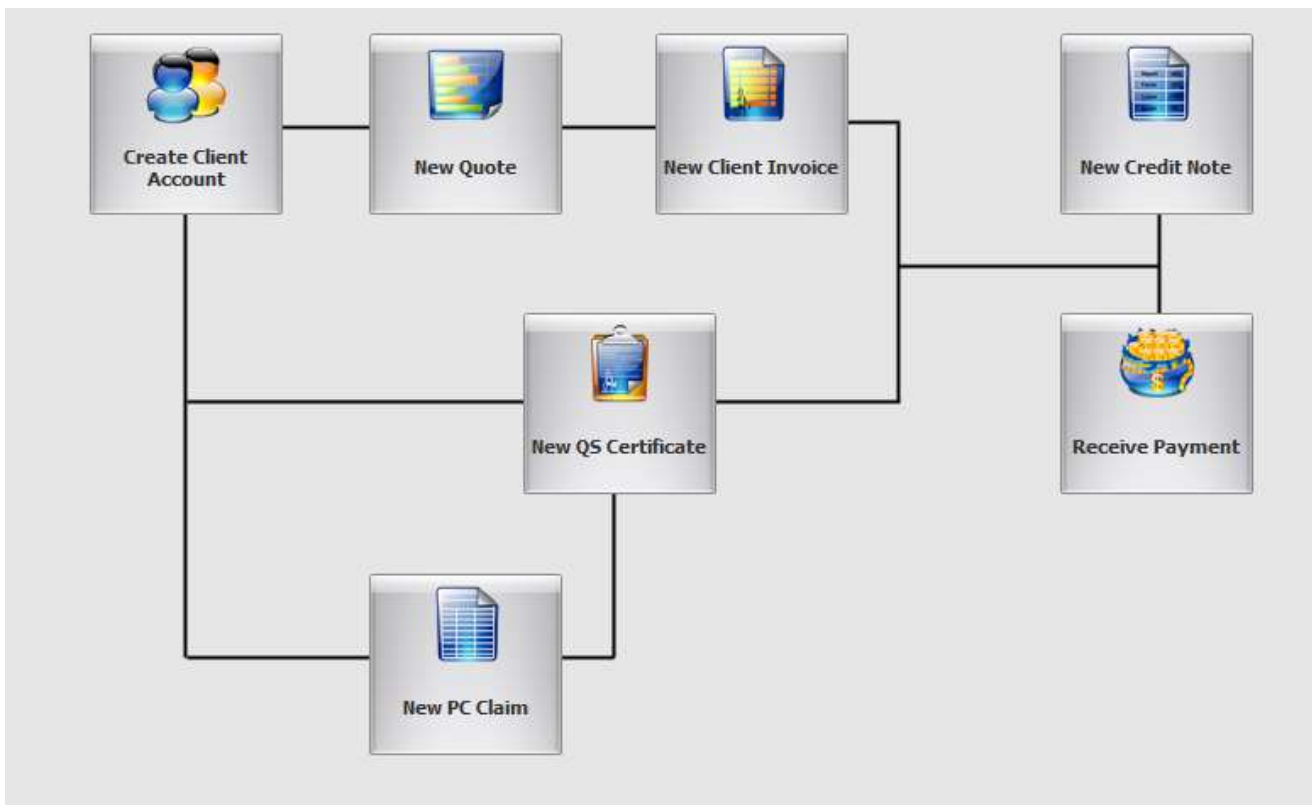 Create Client
Account
New Quote
New Client Invoice
New Credit Note
New QS Certificate
Receive Payment
New PC Claim